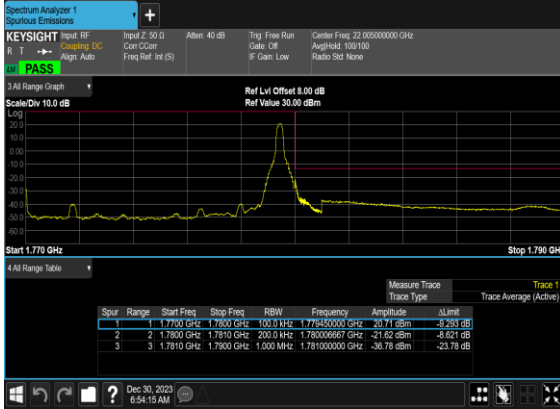 Spectrum Analyzer 1
Spurious Emissions
+
KEYSIGHT Input: RF Input Z: 50 Ω Atten: 40 dB Trig: Free Run Center Freq: 22.005000000 GHz
R T Coupling: DC Corr CCorr Gate: Off Avg|Hold: 100/100
Align: Auto Freq Ref: Int (S) IF Gain: Low Radio Std: None
PASS
3 All Range Graph
Ref Lvl Offset 8.00 dB
Scale/Div 10.0 dB Ref Value 30.00 dBm
Log
20.0
10.0
0.00
-10.0
-20.0
-30.0
-40.0
-50.0
-60.0
Start 1.770 GHz Stop 1.790 GH
4 All Range Table
Measure Trace Trace 1
Trace Type Trace Average (Active)
Spur Range Start Freq Stop Freq RBW Frequency Amplitude ΔLimit
1 1 1.7700 GHz 1.7800 GHz 100.0 kHz 1.779450000 GHz 20.71 dBm -9.293 dB
2 2 1.7800 GHz 1.7810 GHz 200.0 kHz 1.780006667 GHz -21.62 dBm -8.621 dB
3 3 1.7810 GHz 1.7900 GHz 1.000 MHz 1.781000000 GHz -36.78 dBm -23.78 dB
?
Dec 30, 2023
6:54:15 AM